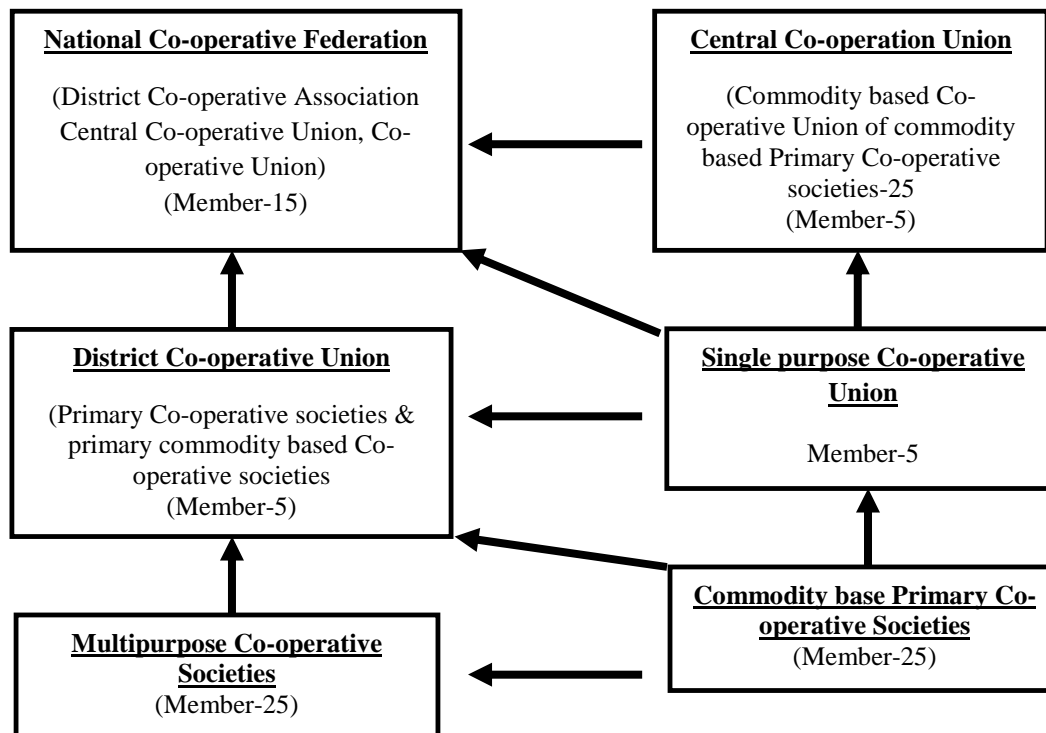 National Co-operative Federation
(District Co-operative Association
Central Co-operative Union, Co-
operative Union)
(Member-15)
Central Co-operation Union
(Commodity based Co-
operative Union of commodity
based Primary Co-operative
societies-25
(Member-5)
District Co-operative Union
(Primary Co-operative societies &
primary commodity based Co-
operative societies
(Member-5)
Single purpose Co-operative
Union
Member-5
Multipurpose Co-operative
Societies
(Member-25)
Commodity base Primary Co-
operative Societies
(Member-25)